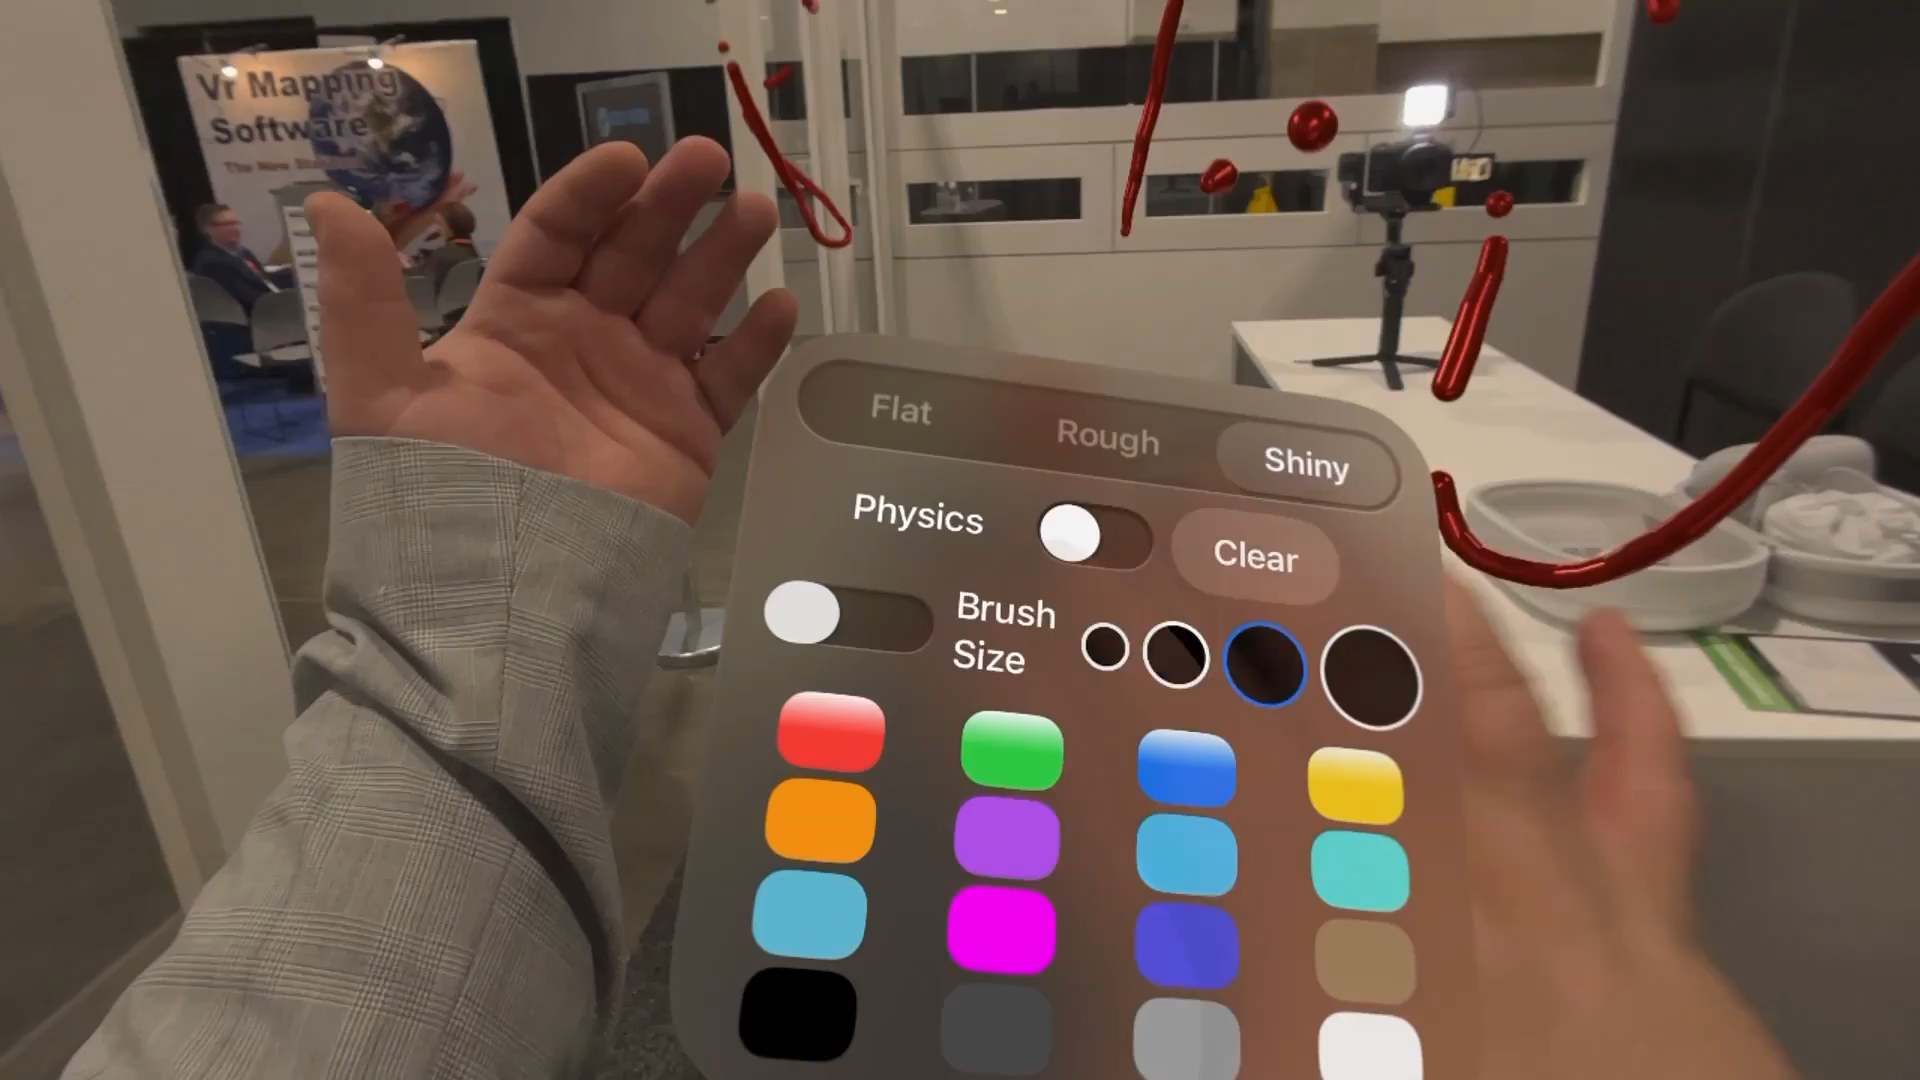 Vr Mapping
Software
Flat Rough Shiny
Physics Clear
Brush
Size